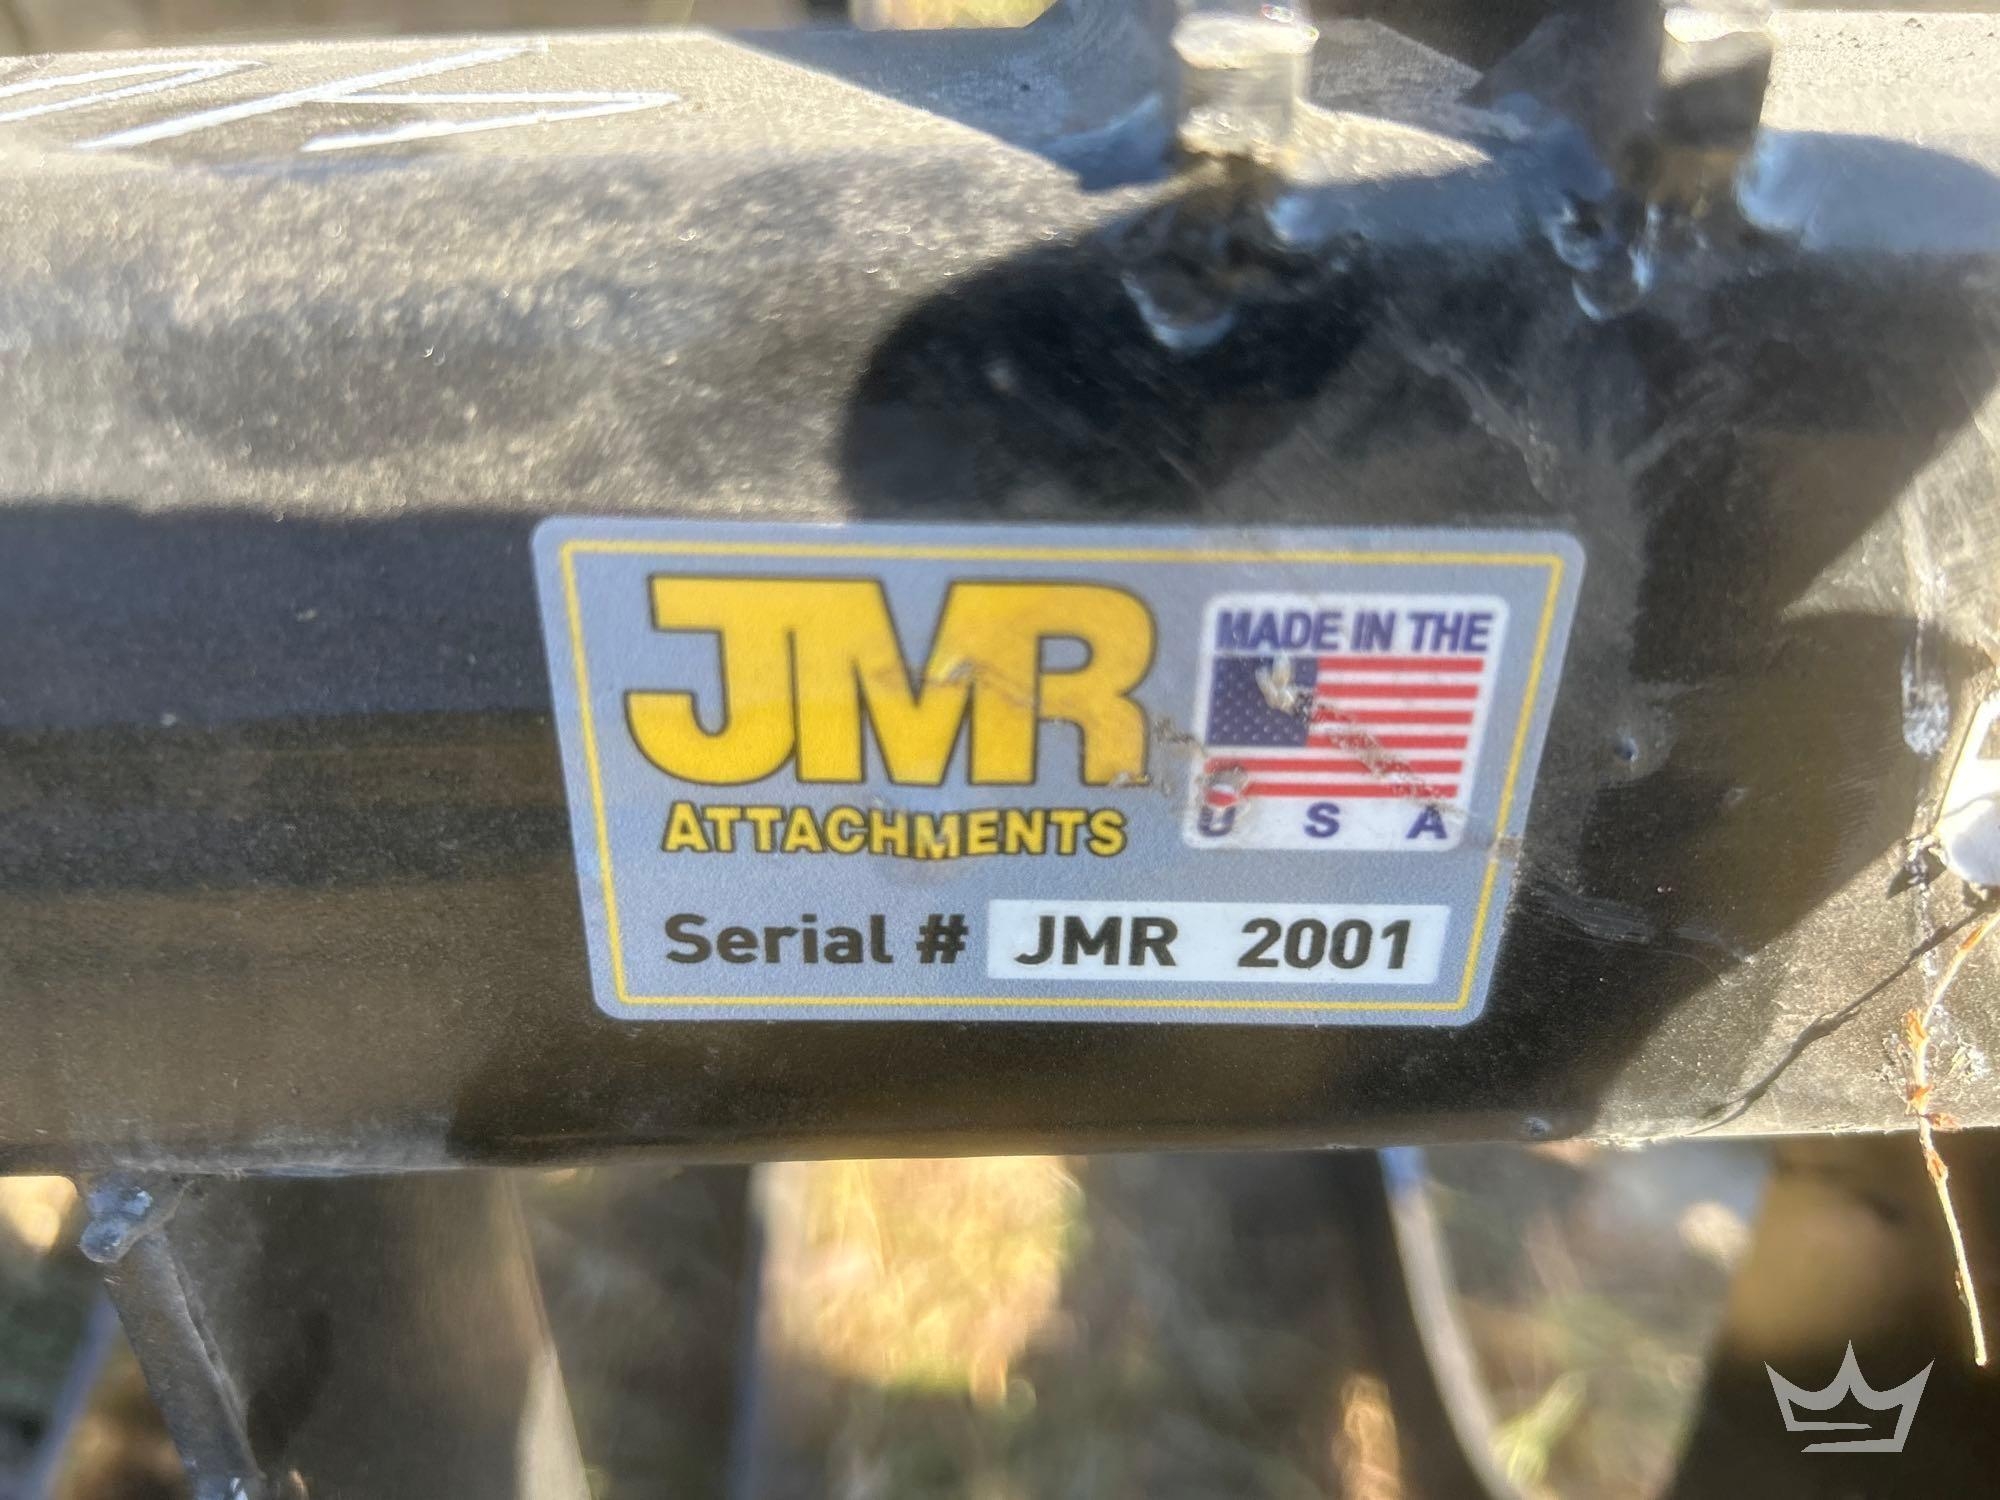 JMR
ATTACHMENTS
MADE IN THE
U S A
Serial # JMR 2001